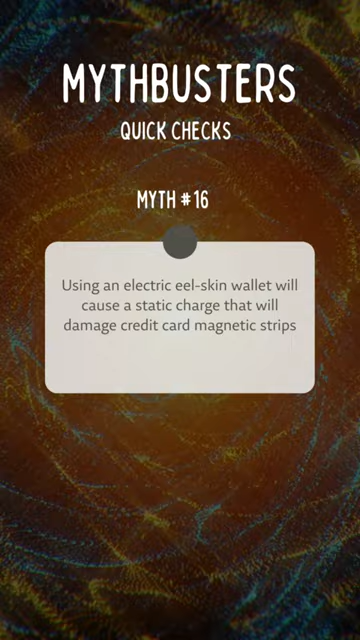 MYTHBUSTERS
QUICK CHECKS
MYTH #16
Using an electric eel-skin wallet will
cause a static charge that will
damage credit card magnetic strips